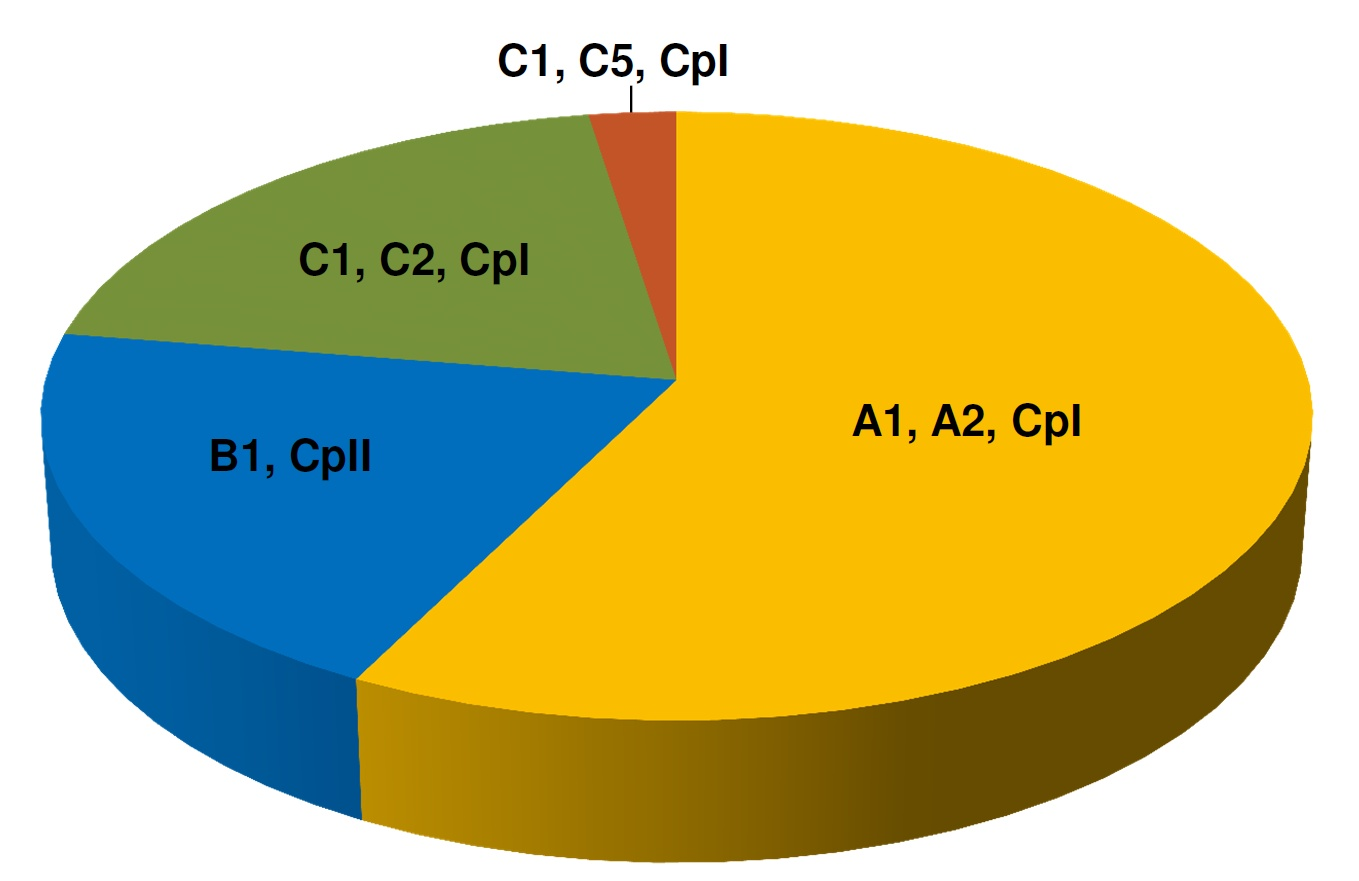 C1, C5, CpI
C1, C2, CpI
A1, A2, CpI
B1, CpII